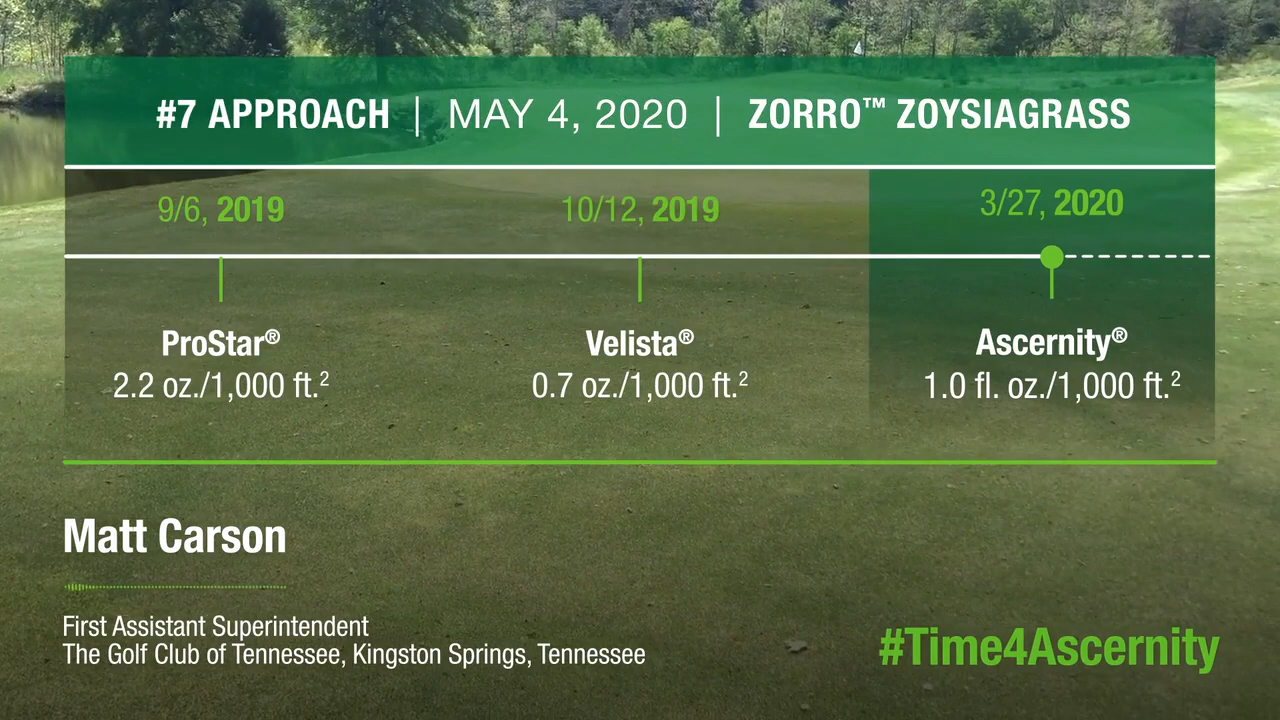 #7 APPROACH | MAY 4, 2020 | ZORRO™ ZOYSIAGRASS
9/6, 2019
10/12, 2019
3/27, 2020
ProStar®
2.2 oz./1,000 ft.²
Velista®
0.7 oz./1,000 ft.²
Ascernity®
1.0 fl. oz./1,000 ft.²
Matt Carson
First Assistant Superintendent
The Golf Club of Tennessee, Kingston Springs, Tennessee
#Time4Ascernity